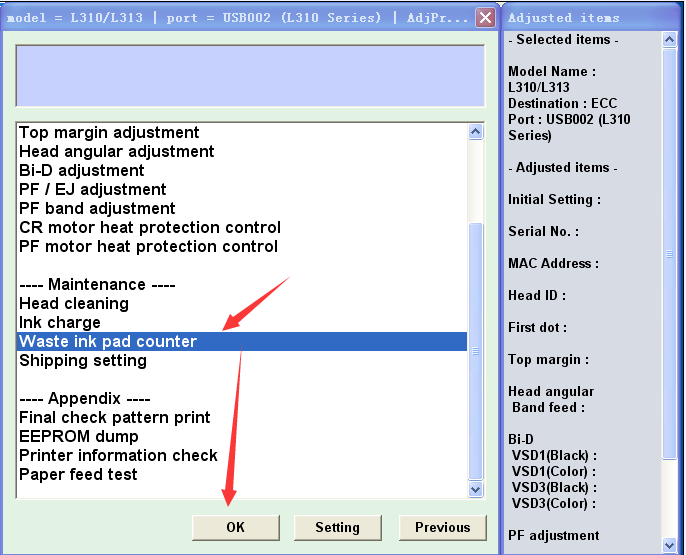 model = L310/L313 | port = USB002 (L310 Series) | AdjPr...
Top margin adjustment
Head angular adjustment
Bi-D adjustment
PF / EJ adjustment
PF band adjustment
CR motor heat protection control
PF motor heat protection control
---- Maintenance ----
Head cleaning
Ink charge
Waste ink pad counter
Shipping setting
---- Appendix ----
Final check pattern print
EEPROM dump
Printer information check
Paper feed test
OK
Setting
Previous
Adjusted items
- Selected items -
Model Name :
L310/L313
Destination : ECC
Port : USB002 (L310
Series)
- Adjusted items -
Initial Setting :
Serial No. :
MAC Address :
Head ID :
First dot :
Top margin :
Head angular
Band feed :
Bi-D
VSD1(Black) :
VSD1(Color) :
VSD3(Black) :
VSD3(Color) :
PF adjustment